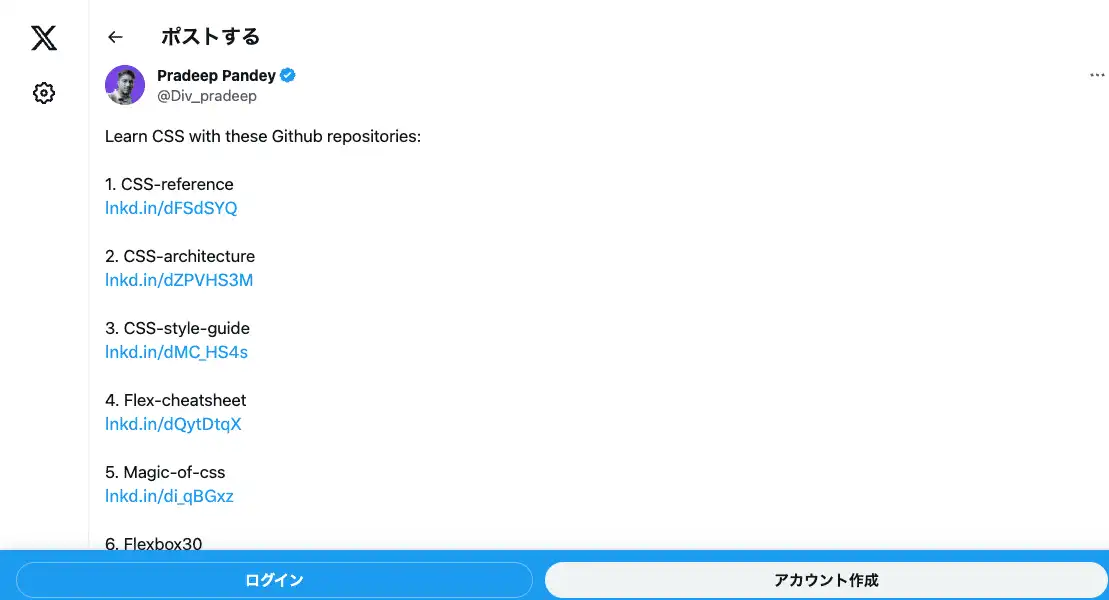 ポストする
Pradeep Pandey
@Div_pradeep
Learn CSS with these Github repositories:
1. CSS-reference
lnkd.in/dFSdSYQ
2. CSS-architecture
lnkd.in/dZPVHS3M
3. CSS-style-guide
lnkd.in/dMC_HS4s
4. Flex-cheatsheet
lnkd.in/dQytDtqX
5. Magic-of-css
lnkd.in/di_qBGxz
6. Flexbox30
ログイン
アカウント作成